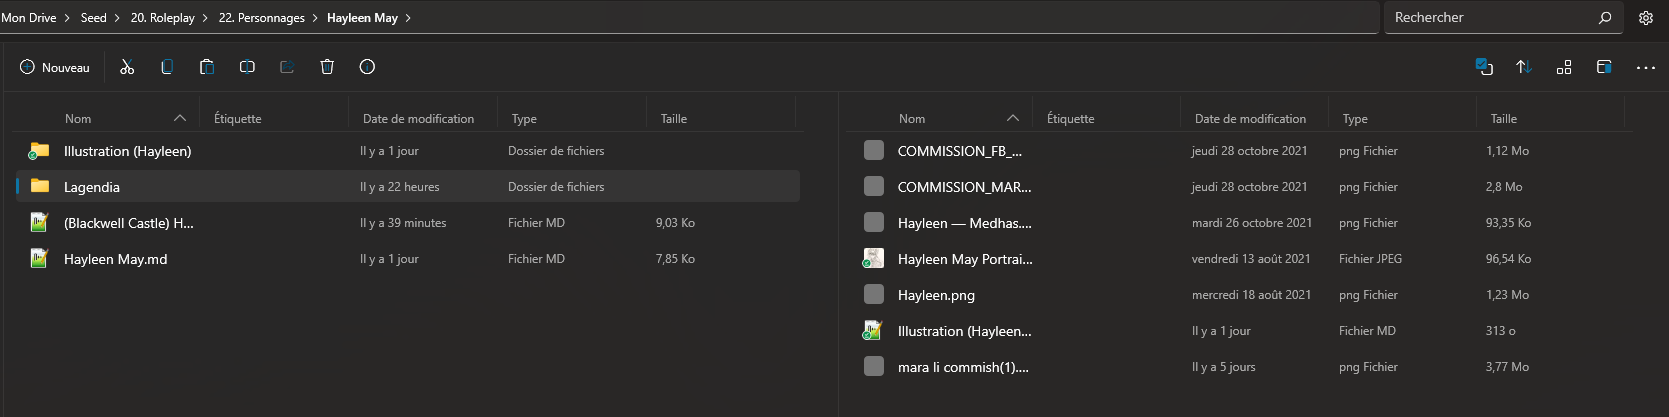 Mon Drive > Seed > 20. Roleplay > 22. Personnages > Hayleen May >
Rechercher
Nouveau
Nom Étiquette Date de modification Type Taille
Illustration (Hayleen) Il y a 1 jour Dossier de fichiers
Lagendia Il y a 22 heures Dossier de fichiers
(Blackwell Castle) H... Il y a 39 minutes Fichier MD 9,03 Ko
Hayleen May.md Il y a 1 jour Fichier MD 7,85 Ko
Nom Étiquette Date de modification Type Taille
COMMISSION_FB_... jeudi 28 octobre 2021 png Fichier 1,12 Mo
COMMISSION_MAR... jeudi 28 octobre 2021 png Fichier 2,8 Mo
Hayleen — Medhas.... mardi 26 octobre 2021 png Fichier 93,35 Ko
Hayleen May Portrai... vendredi 13 août 2021 Fichier JPEG 96,54 Ko
Hayleen.png mercredi 18 août 2021 png Fichier 1,23 Mo
Illustration (Hayleen... Il y a 1 jour Fichier MD 313 o
mara li commish(1).... Il y a 5 jours png Fichier 3,77 Mo